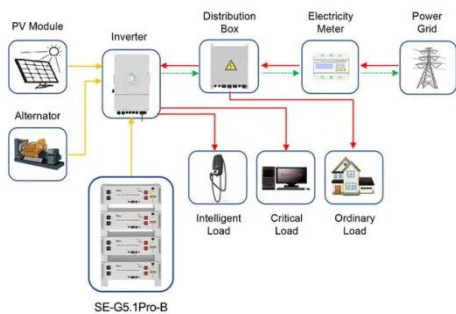 PV Module
Inverter
Distribution
Box
Electricity
Meter
Power
Grid
Alternator
Intelligent
Load
Critical
Load
Ordinary
Load
SE-G5.1Pro-B